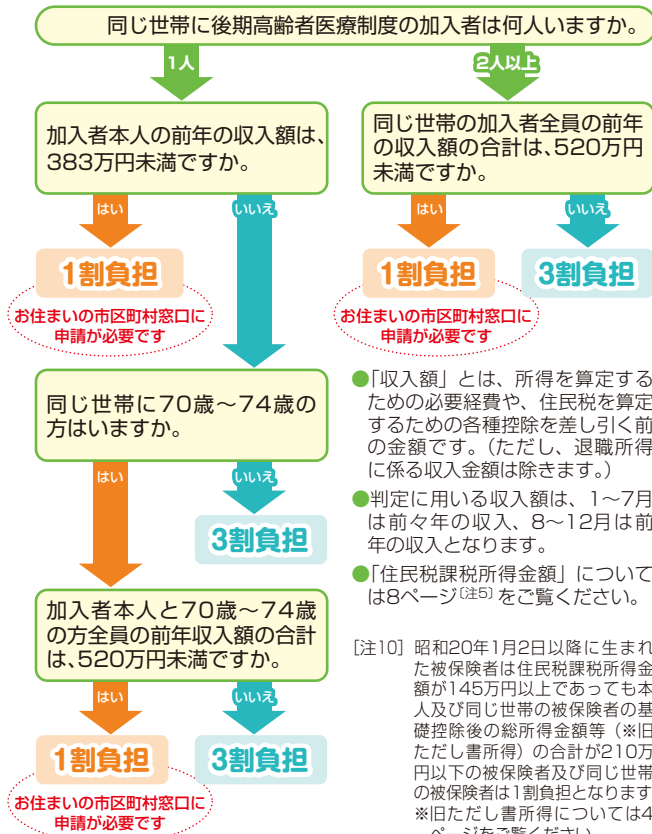 同じ世帯に後期高齢者医療制度の加入者は何人いますか。
1人
2人以上
加入者本人の前年の収入額は、
383万円未満ですか。
同じ世帯の加入者全員の前年
の収入額の合計は、520万円
未満ですか。
はい
いいえ
はい
いいえ
1割負担
お住まいの市区町村窓口に
申請が必要です
1割負担
お住まいの市区町村窓口に
申請が必要です
3割負担
同じ世帯に70歳～74歳の
方はいますか。
はい
いいえ
3割負担
加入者本人と70歳～74歳
の方全員の前年収入額の合計
は、520万円未満ですか。
はい
いいえ
1割負担
お住まいの市区町村窓口に
申請が必要です
3割負担
●「収入額」とは、所得を算定する
ための必要経費や、住民税を算定
するための各種控除を差し引く前
の金額です。(ただし、退職所得
に係る収入金額は除きます。)
●判定に用いる収入額は、1～7月
は前々年の収入、8～12月は前
年の収入となります。
●「住民税課税所得金額」について
は8ページ[注5]をご覧ください。
[注10] 昭和20年1月2日以降に生まれ
た被保険者は住民税課税所得金
額が145万円以上であっても本
人及び同じ世帯の被保険者の基
礎控除後の総所得金額等（※旧
ただし書所得）の合計が210万
円以下の被保険者及び同じ世帯
の被保険者は1割負担となります
※旧ただし書所得については4
ページをご覧ください